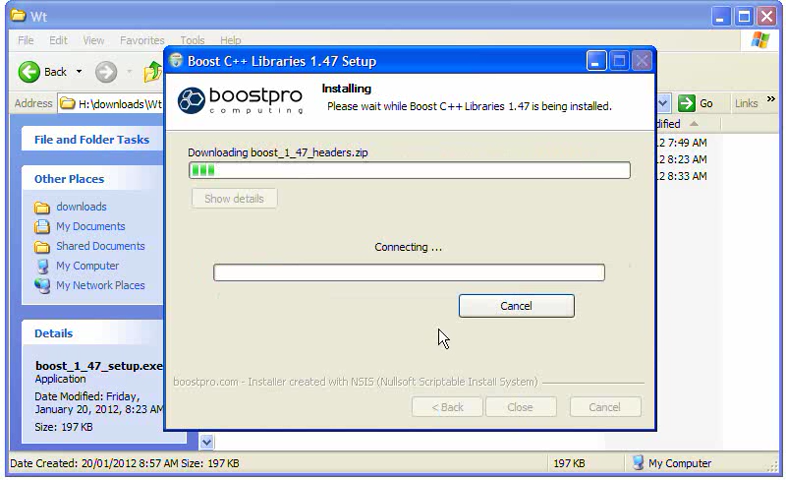 Wt
File Edit View Favorites Tools Help
Back
Address H:\downloads\Wt
Go Links »
File and Folder Tasks
Other Places
downloads
My Documents
Shared Documents
My Computer
My Network Places
Details
boost_1_47_setup.exe
Application
Date Modified: Friday,
January 20, 2012, 8:23 AM
Size: 197 KB
dified
2 7:49 AM
12 8:23 AM
12 8:33 AM
Boost C++ Libraries 1.47 Setup
boostpro
computing
Installing
Please wait while Boost C++ Libraries 1.47 is being installed.
Downloading boost_1_47_headers.zip
Show details
Connecting ...
Cancel
boostpro.com - Installer created with NSIS (Nullsoft Scriptable Install System)
< Back Close Cancel
Date Created: 20/01/2012 8:57 AM Size: 197 KB 197 KB My Computer